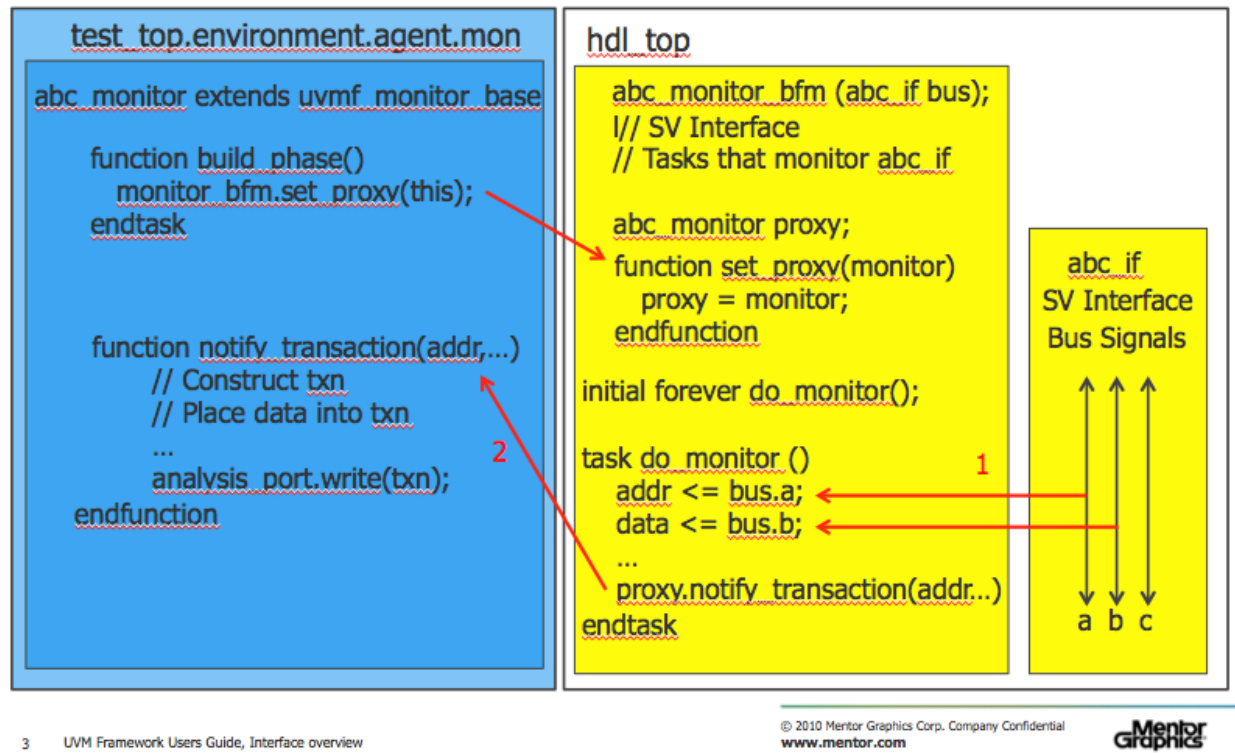 test_top.environment.agent.mon
abc_monitor extends uvmf_monitor_base
function build_phase()
monitor_bfm.set_proxy(this);
endtask
function notify_transaction(addr,...)
// Construct txn
// Place data into txn
...
analysis_port.write(txn);
endfunction
2
hdl_top
abc_monitor_bfm (abc_if bus);
l// SV Interface
// Tasks that monitor abc_if
abc_monitor proxy;
function set_proxy(monitor)
proxy = monitor;
endfunction
initial forever do_monitor();
task do_monitor ()
1
addr <= bus.a;
data <= bus.b;
...
proxy.notify_transaction(addr...)
endtask
abc_if
SV Interface
Bus Signals
a b c
3 UVM Framework Users Guide, Interface overview
© 2010 Mentor Graphics Corp. Company Confidential
www.mentor.com
Mentor
Graphics